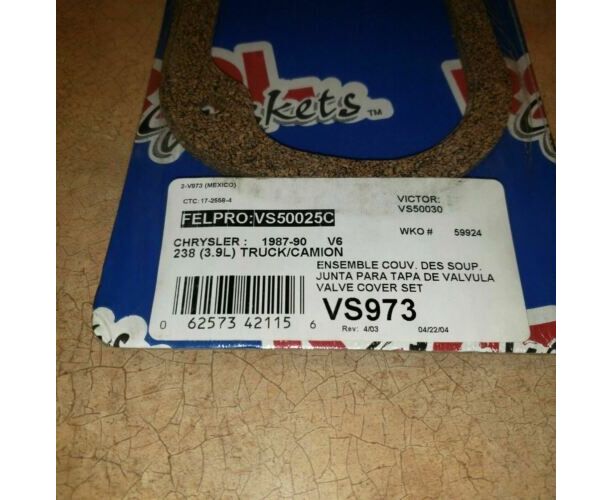 Gaskets™
2-V973 (MEXICO)
CTC: 17-2558-4
VICTOR:
VS50030
FELPRO:VS50025C
WKO # 59924
CHRYSLER : 1987-90 V6
238 (3.9L) TRUCK/CAMION
ENSEMBLE COUV. DES SOUP.
JUNTA PARA TAPA DE VALVULA
VALVE COVER SET
VS973
0 62573 42115 6
Rev: 4/03 04/22/04